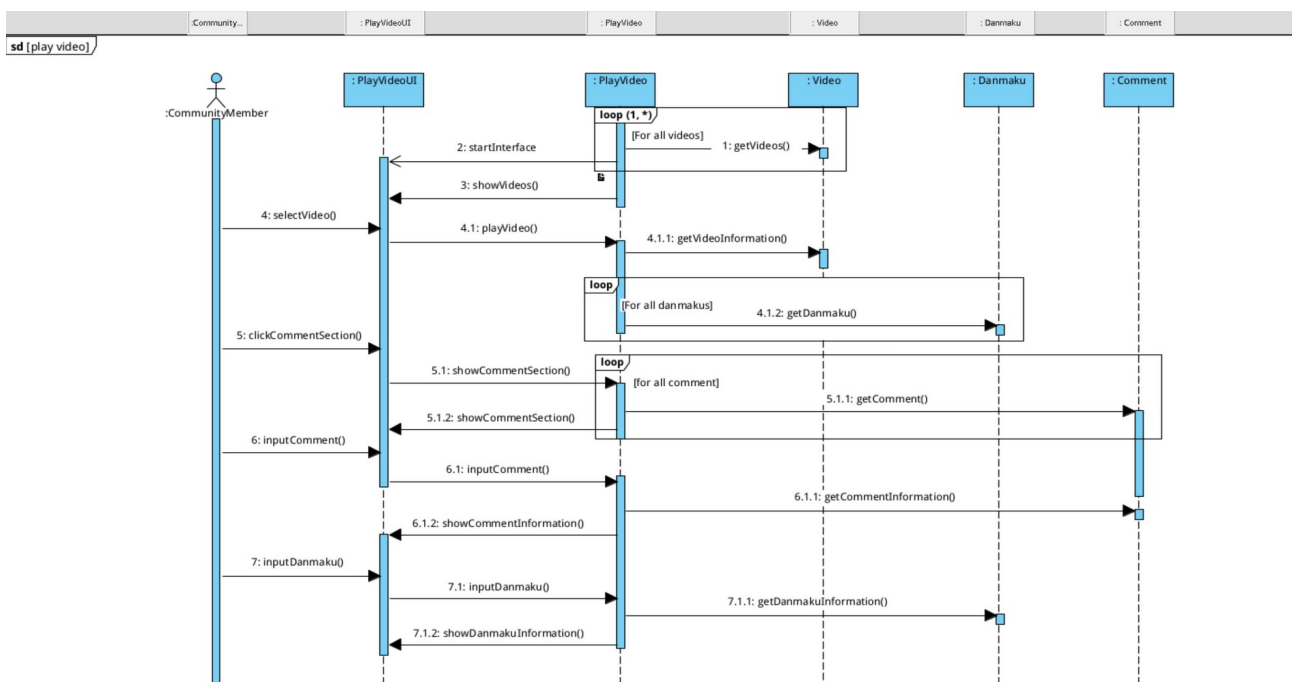 :Community...
: PlayVideoUI
: PlayVideo
: Video
: Danmaku
: Comment
sd [play video]
:CommunityMember
: PlayVideoUI
: PlayVideo
: Video
: Danmaku
: Comment
loop (1, *)
[For all videos]
1: getVideos()
2: startInterface
3: showVideos()
4: selectVideo()
4.1: playVideo()
4.1.1: getVideoInformation()
loop
[For all danmakus]
4.1.2: getDanmaku()
5: clickCommentSection()
loop
5.1: showCommentSection()
[for all comment]
5.1.1: getComment()
5.1.2: showCommentSection()
6: inputComment()
6.1: inputComment()
6.1.1: getCommentInformation()
6.1.2: showCommentInformation()
7: inputDanmaku()
7.1: inputDanmaku()
7.1.1: getDanmakuInformation()
7.1.2: showDanmakuInformation()